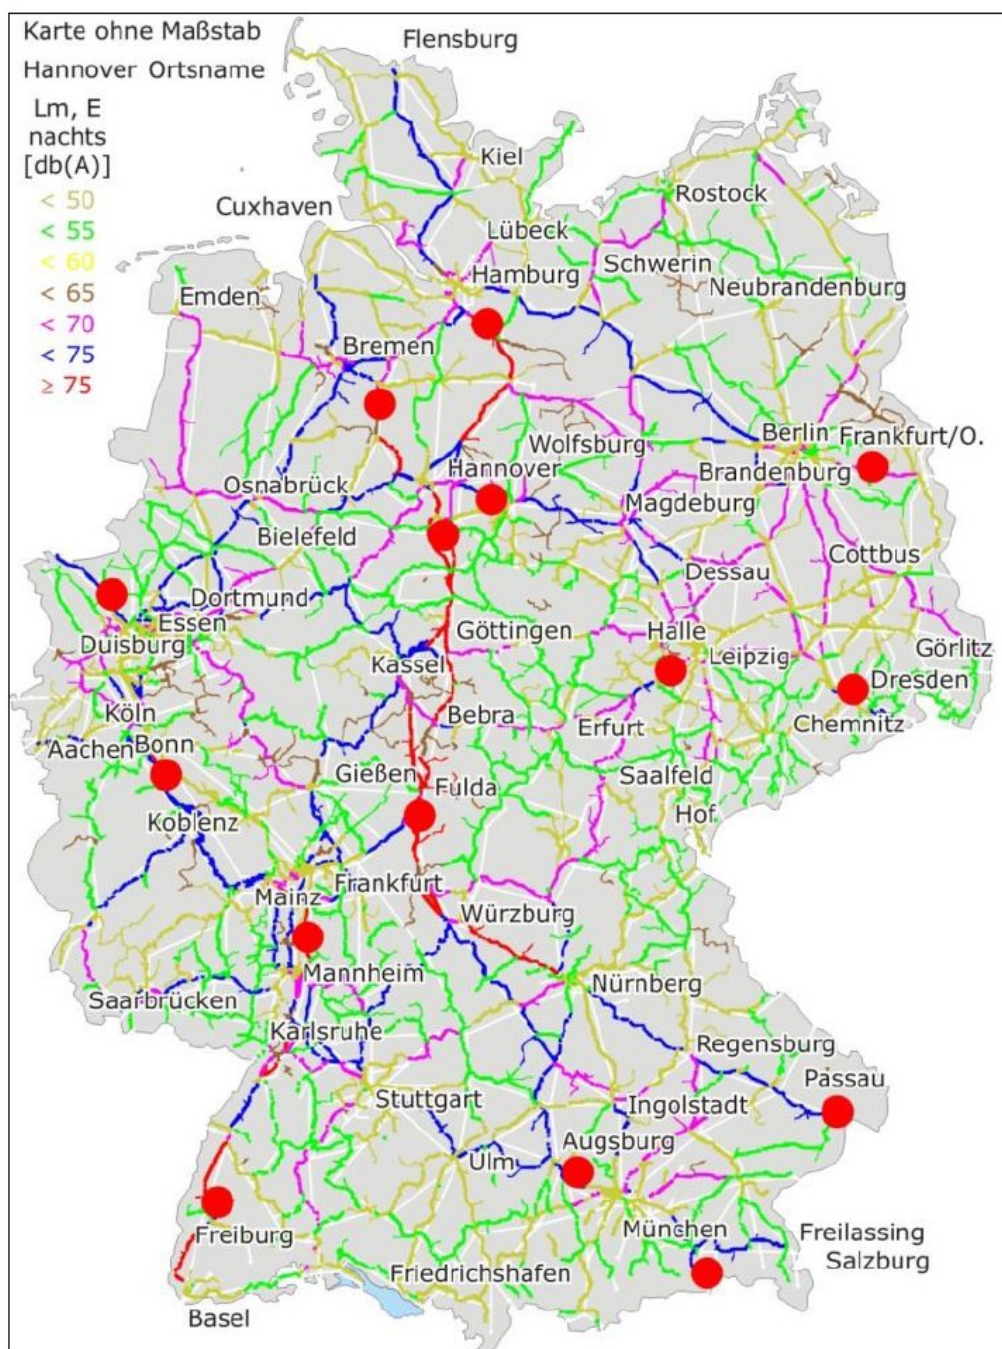 Karte ohne Maßstab
Hannover Ortsname
Lm, E
nachts
[db(A)]
< 50
< 55
< 60
< 65
< 70
< 75
≥ 75
Flensburg
Kiel
Cuxhaven
Rostock
Lübeck
Schwerin
Hamburg
Neubrandenburg
Emden
Bremen
Wolfsburg
Berlin
Frankfurt/O.
Hannover
Brandenburg
Osnabrück
Magdeburg
Bielefeld
Cottbus
Dessau
Dortmund
Essen
Göttingen
Halle
Duisburg
Leipzig
Görlitz
Kassel
Dresden
Köln
Bebra
Erfurt
Chemnitz
Aachen
Bonn
Gießen
Saalfeld
Fulda
Koblenz
Hof
Frankfurt
Mainz
Würzburg
Mannheim
Nürnberg
Saarbrücken
Karlsruhe
Regensburg
Passau
Stuttgart
Ingolstadt
Augsburg
Ulm
München
Freiburg
Freilassing
Salzburg
Friedrichshafen
Basel